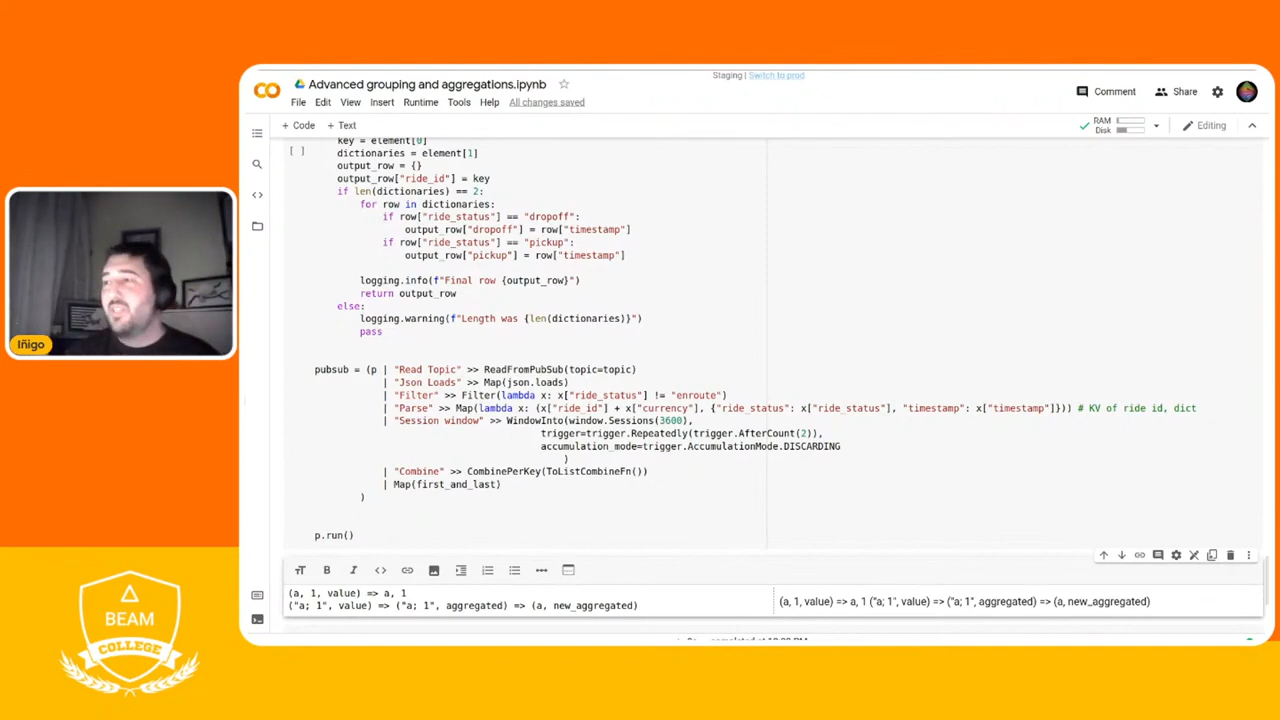 Staging | Switch to prod
Advanced grouping and aggregations.ipynb
Comment
Share
File Edit View Insert Runtime Tools Help All changes saved
+ Code + Text
RAM
Disk
Editing
key = element[0]
[ ]
dictionaries = element[1]
output_row = {}
output_row["ride_id"] = key
if len(dictionaries) == 2:
for row in dictionaries:
if row["ride_status"] == "dropoff":
output_row["dropoff"] = row["timestamp"]
if row["ride_status"] == "pickup":
output_row["pickup"] = row["timestamp"]
logging.info(f"Final row {output_row}")
return output_row
else:
logging.warning(f"Length was {len(dictionaries)}")
pass
pubsub = (p | "Read Topic" >> ReadFromPubSub(topic=topic)
| "Json Loads" >> Map(json.loads)
| "Filter" >> Filter(lambda x: x["ride_status"] != "enroute")
| "Parse" >> Map(lambda x: (x["ride_id"] + x["currency"], {"ride_status": x["ride_status"], "timestamp": x["timestamp"]})) # KV of ride id, dict
| "Session window" >> WindowInto(window.Sessions(3600),
trigger=trigger.Repeatedly(trigger.AfterCount(2)),
accumulation_mode=trigger.AccumulationMode.DISCARDING
)
| "Combine" >> CombinePerKey(ToListCombineFn())
| Map(first_and_last)
)
p.run()
(a, 1, value) => a, 1
("a; 1", value) => ("a; 1", aggregated) => (a, new_aggregated)
(a, 1, value) => a, 1 ("a; 1", value) => ("a; 1", aggregated) => (a, new_aggregated)
Iñigo
BEAM
COLLEGE